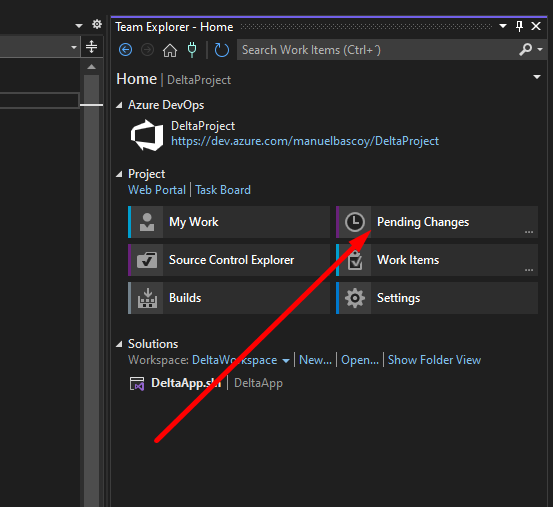 Team Explorer - Home
Search Work Items (Ctrl+´)
Home | DeltaProject
Azure DevOps
DeltaProject
https://dev.azure.com/manuelbascoy/DeltaProject
Project
Web Portal | Task Board
My Work
Pending Changes
...
Source Control Explorer
Work Items
...
Builds
Settings
Solutions
Workspace: DeltaWorkspace | New... | Open... | Show Folder View
DeltaApp.sln | DeltaApp